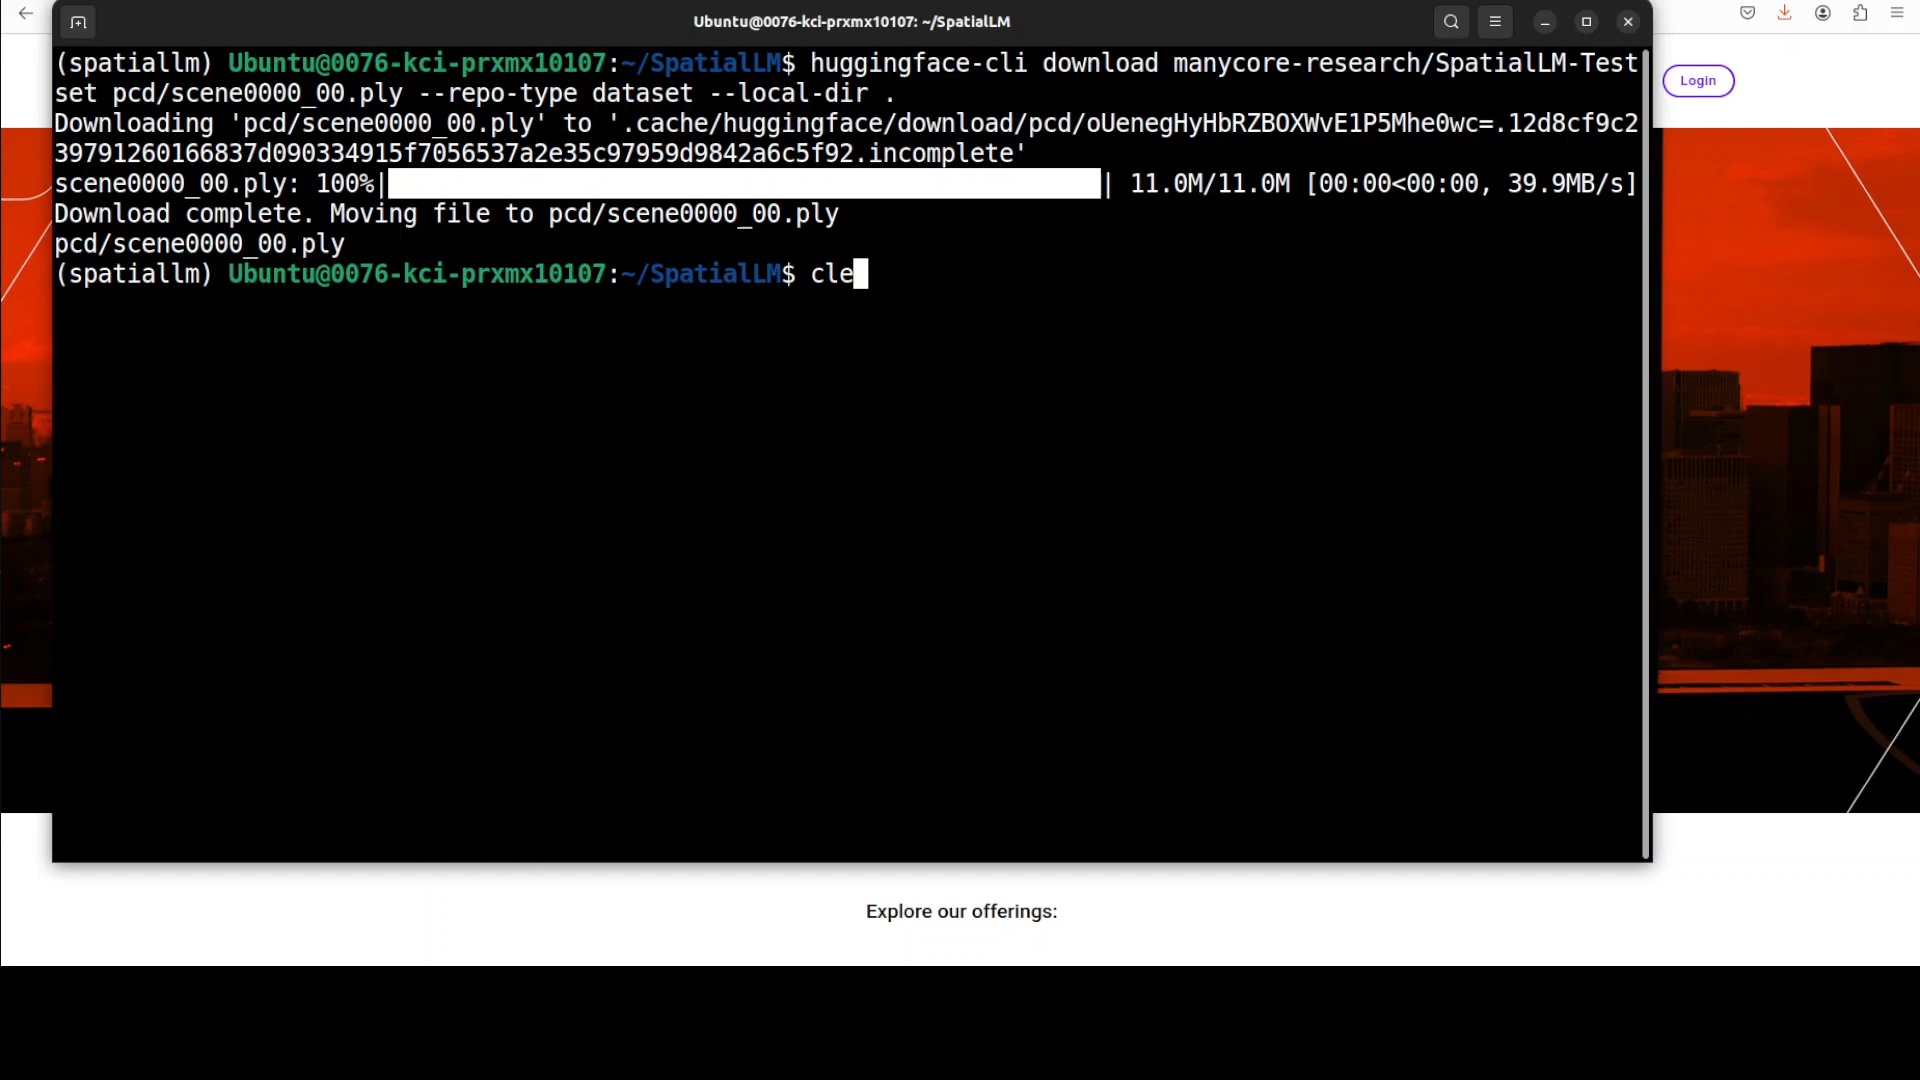 Ubuntu@0076-kci-prxmx10107: ~/SpatialLM
(spatiallm) Ubuntu@0076-kci-prxmx10107:~/SpatialLM$ huggingface-cli download manycore-research/SpatialLM-Test
set pcd/scene0000_00.ply --repo-type dataset --local-dir .
Downloading 'pcd/scene0000_00.ply' to '.cache/huggingface/download/pcd/oUenegHyHbRZBOXWvE1P5Mhe0wc=.12d8cf9c2
39791260166837d090334915f7056537a2e35c97959d9842a6c5f92.incomplete'
scene0000_00.ply: 100%|          | 11.0M/11.0M [00:00<00:00, 39.9MB/s]
Download complete. Moving file to pcd/scene0000_00.ply
pcd/scene0000_00.ply
(spatiallm) Ubuntu@0076-kci-prxmx10107:~/SpatialLM$ cle
Login
Explore our offerings: